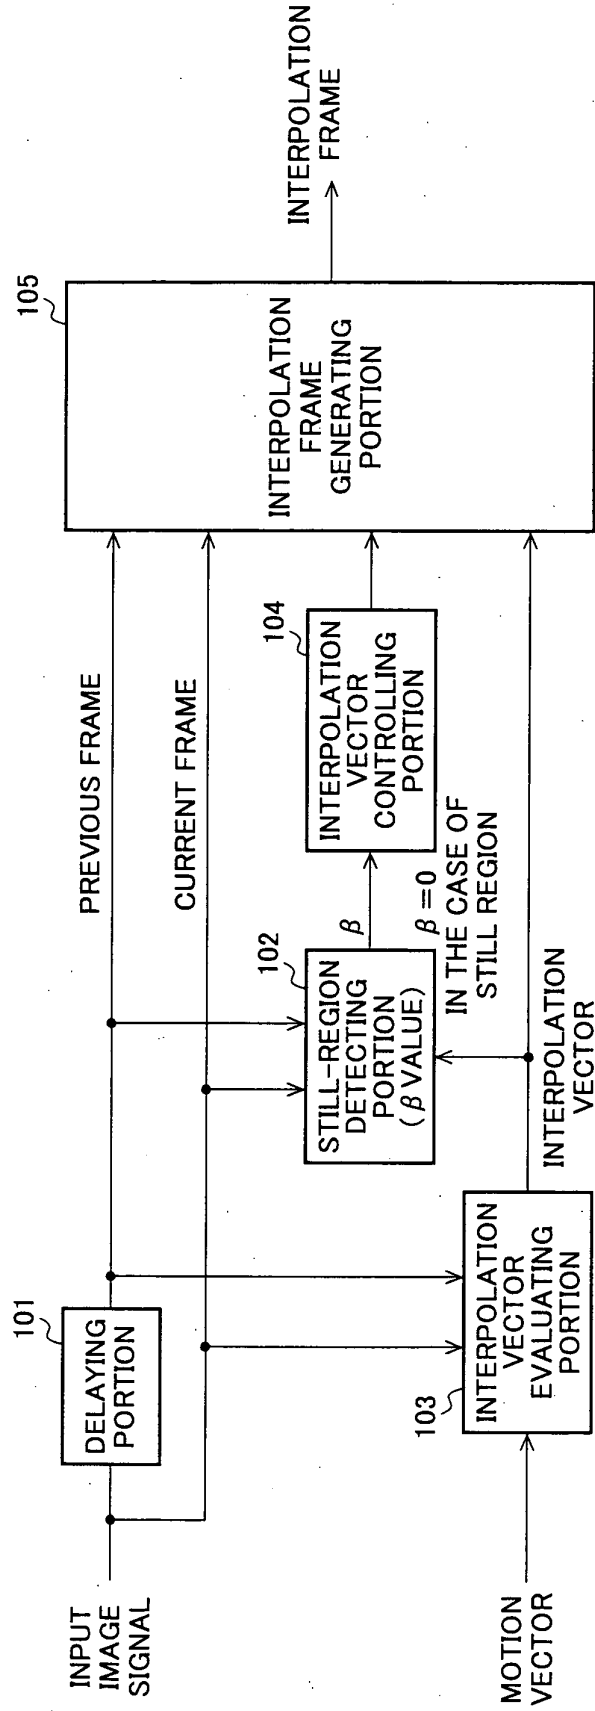 INPUT
IMAGE
SIGNAL
101
DELAYING
PORTION
PREVIOUS FRAME
CURRENT FRAME
MOTION
VECTOR
103
INTERPOLATION
VECTOR
EVALUATING
PORTION
INTERPOLATION
VECTOR
102
STILL-REGION
DETECTING
PORTION
(β VALUE)
β
β=0
IN THE CASE OF
STILL REGION
104
INTERPOLATION
VECTOR
CONTROLLING
PORTION
105
INTERPOLATION
FRAME
GENERATING
PORTION
INTERPOLATION
FRAME